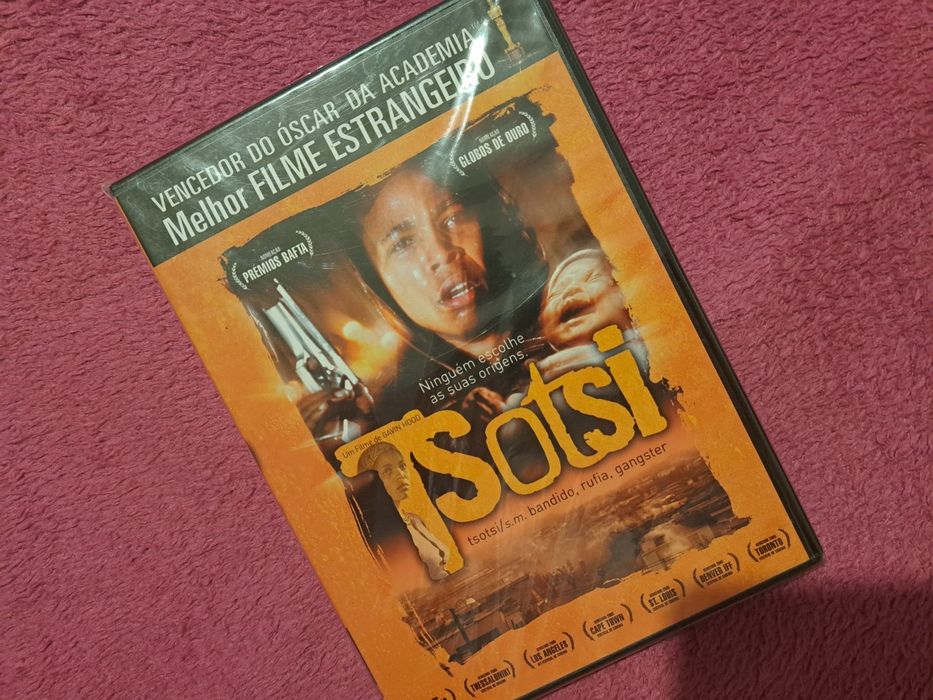 VENCEDOR DO ÓSCAR DA ACADEMIA
Melhor FILME ESTRANGEIRO
NOMEAÇÃO
GLOBOS DE OURO
NOMEAÇÃO
PRÉMIOS BAFTA
Ninguém escolhe
as suas origens.
Um Filme de GAVIN HOOD
Tsotsi
tsotsi/s.m. bandido, rufia, gangster
THESSALONIKI
LOS ANGELES
CAPE TOWN
ST. LOUIS
DENVER IFF
TORONTO